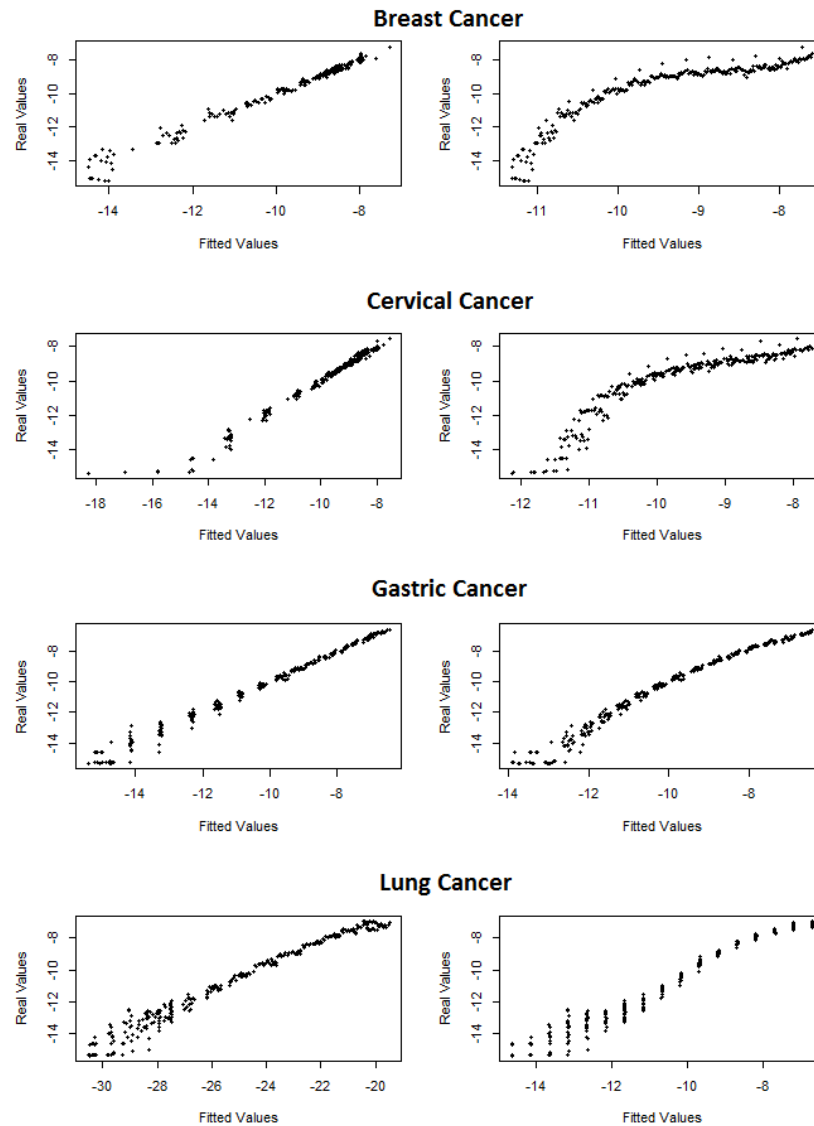 Breast Cancer
Real Values
-8
-10
-12
-14
-14 -12 -10 -8
Fitted Values
Real Values
-8
-10
-12
-14
-11 -10 -9 -8
Fitted Values
Cervical Cancer
Real Values
-8
-10
-12
-14
-18 -16 -14 -12 -10 -8
Fitted Values
Real Values
-8
-10
-12
-14
-12 -11 -10 -9 -8
Fitted Values
Gastric Cancer
Real Values
-8
-10
-12
-14
-14 -12 -10 -8
Fitted Values
Real Values
-8
-10
-12
-14
-14 -12 -10 -8
Fitted Values
Lung Cancer
Real Values
-8
-10
-12
-14
-30 -28 -26 -24 -22 -20
Fitted Values
Real Values
-8
-10
-12
-14
-14 -12 -10 -8
Fitted Values